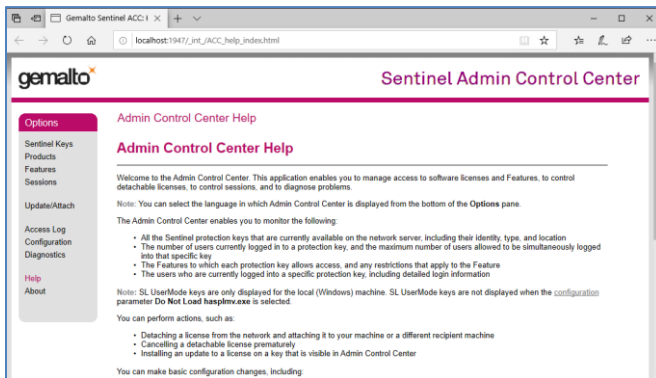 Gemalto Sentinel ACC: H
localhost:1947/_int_/ACC_help_index.html
gemalto
Sentinel Admin Control Center
Options
Sentinel Keys
Products
Features
Sessions
Update/Attach
Access Log
Configuration
Diagnostics
Help
About
Admin Control Center Help
Admin Control Center Help
Welcome to the Admin Control Center. This application enables you to manage access to software licenses and Features, to control
detachable licenses, to control sessions, and to diagnose problems.
Note: You can select the language in which Admin Control Center is displayed from the bottom of the Options pane.
The Admin Control Center enables you to monitor the following:
• All the Sentinel protection keys that are currently available on the network server, including their identity, type, and location
• The number of users currently logged in to a protection key, and the maximum number of users allowed to be simultaneously logged
into that specific key
• The Features to which each protection key allows access, and any restrictions that apply to the Feature
• The users who are currently logged into a specific protection key, including detailed login information
Note: SL UserMode keys are only displayed for the local (Windows) machine. SL UserMode keys are not displayed when the configuration
parameter Do Not Load hasplmv.exe is selected.
You can perform actions, such as:
• Detaching a license from the network and attaching it to your machine or a different recipient machine
• Cancelling a detachable license prematurely
• Installing an update to a license on a key that is visible in Admin Control Center
You can make basic configuration changes, including: